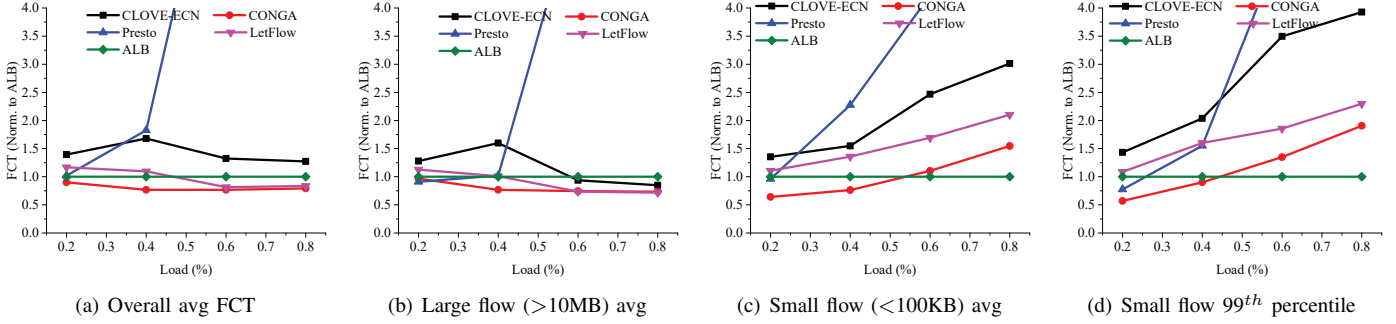 CLOVE-ECN CONGA
Presto LetFlow
ALB
FCT (Norm. to ALB)
4.0
3.5
3.0
2.5
2.0
1.5
1.0
0.5
0.0
0.2 0.3 0.4 0.5 0.6 0.7 0.8
Load (%)
(a) Overall avg FCT
CLOVE-ECN CONGA
Presto LetFlow
ALB
FCT (Norm. to ALB)
4.0
3.5
3.0
2.5
2.0
1.5
1.0
0.5
0.0
0.2 0.3 0.4 0.5 0.6 0.7 0.8
Load (%)
(b) Large flow (>10MB) avg
CLOVE-ECN CONGA
Presto LetFlow
ALB
FCT (Norm. to ALB)
4.0
3.5
3.0
2.5
2.0
1.5
1.0
0.5
0.0
0.2 0.3 0.4 0.5 0.6 0.7 0.8
Load (%)
(c) Small flow (<100KB) avg
CLOVE-ECN CONGA
Presto LetFlow
ALB
FCT (Norm. to ALB)
4.0
3.5
3.0
2.5
2.0
1.5
1.0
0.5
0.0
0.2 0.3 0.4 0.5 0.6 0.7 0.8
Load (%)
(d) Small flow 99th percentile